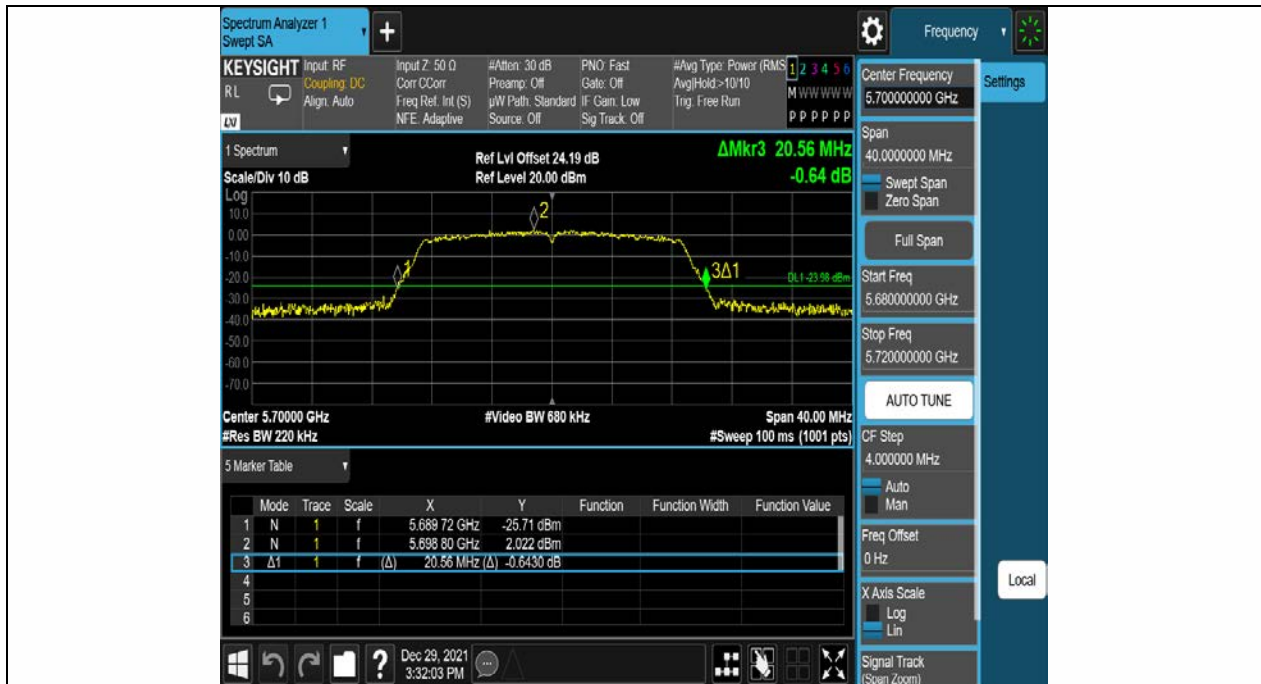 Spectrum Analyzer 1
Swept SA
+
Frequency
KEYSIGHT
RL
LXI
Input: RF
Coupling: DC
Align: Auto
Input Z: 50 Ω
Corr CCorr
Freq Ref: Int (S)
NFE: Adaptive
#Atten: 30 dB
Preamp: Off
µW Path: Standard
Source: Off
PNO: Fast
Gate: Off
IF Gain: Low
Sig Track: Off
#Avg Type: Power (RMS
Avg|Hold:>10/10
Trig: Free Run
1 2 3 4 5 6
M W W W W W
P P P P P P
1 Spectrum
Scale/Div 10 dB
Ref Lvl Offset 24.19 dB
Ref Level 20.00 dBm
ΔMkr3 20.56 MHz
-0.64 dB
Log
10.0
0.00
-10.0
-20.0
-30.0
-40.0
-50.0
-60.0
-70.0
1
2
3Δ1
DL1 -23.98 dBm
Center 5.70000 GHz
#Res BW 220 kHz
#Video BW 680 kHz
Span 40.00 MHz
#Sweep 100 ms (1001 pts)
5 Marker Table
Mode Trace Scale X Y Function Function Width Function Value
1 N 1 f 5.689 72 GHz -25.71 dBm
2 N 1 f 5.698 80 GHz 2.022 dBm
3 Δ1 1 f (Δ) 20.56 MHz (Δ) -0.6430 dB
4
5
6
?
Dec 29, 2021
3:32:03 PM
Center Frequency
5.700000000 GHz
Settings
Span
40.0000000 MHz
Swept Span
Zero Span
Full Span
Start Freq
5.680000000 GHz
Stop Freq
5.720000000 GHz
AUTO TUNE
CF Step
4.000000 MHz
Auto
Man
Freq Offset
0 Hz
X Axis Scale
Log
Lin
Local
Signal Track
(Span Zoom)